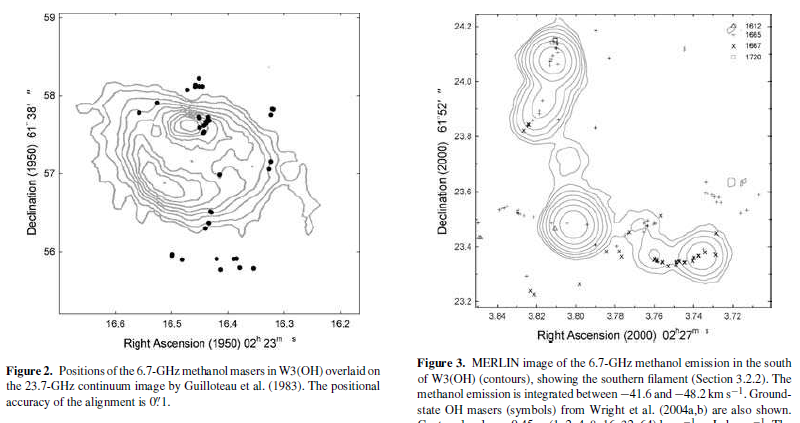 59
58
57
56
Declination (1950) 61° 38′ ″
16.6 16.5 16.4 16.3 16.2
Right Ascension (1950) 02ʰ 23ᵐ ˢ
Figure 2. Positions of the 6.7-GHz methanol masers in W3(OH) overlaid on
the 23.7-GHz continuum image by Guilloteau et al. (1983). The positional
accuracy of the alignment is 0″.1.
24.2
24.0
23.8
23.6
23.4
23.2
Declination (2000) 61°52′ ″
1612
1665
1667
1720
3.84 3.82 3.80 3.78 3.76 3.74 3.72
Right Ascension (2000) 02ʰ27ᵐ ˢ
Figure 3. MERLIN image of the 6.7-GHz methanol emission in the south
of W3(OH) (contours), showing the southern filament (Section 3.2.2). The
methanol emission is integrated between −41.6 and −48.2 km s⁻¹. Ground-
state OH masers (symbols) from Wright et al. (2004a,b) are also shown.